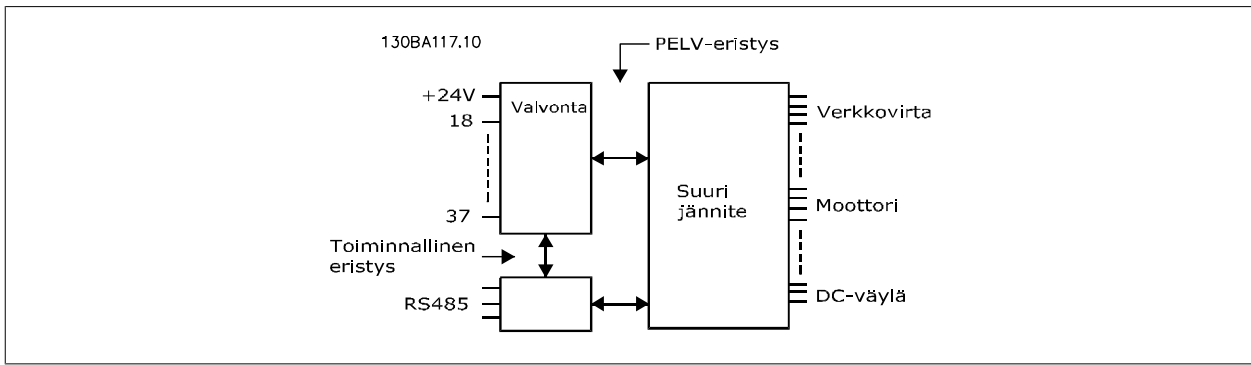 130BA117.10
PELV-eristys
+24V
Valvonta
18
37
Toiminnallinen
eristys
RS485
Suuri
jännite
Verkkovirta
Moottori
DC-väylä